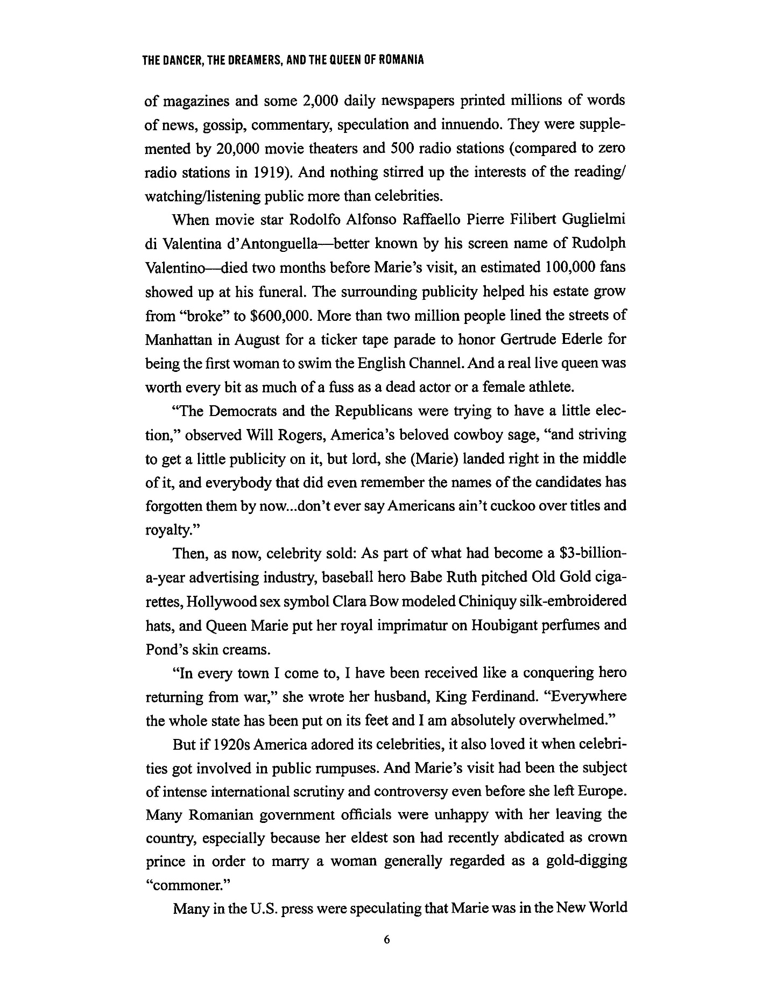 THE DANCER, THE DREAMERS, AND THE QUEEN OF ROMANIA
of magazines and some 2,000 daily newspapers printed millions of words
of news, gossip, commentary, speculation and innuendo. They were supple-
mented by 20,000 movie theaters and 500 radio stations (compared to zero
radio stations in 1919). And nothing stirred up the interests of the reading/
watching/listening public more than celebrities.
When movie star Rodolfo Alfonso Raffaello Pierre Filibert Guglielmi
di Valentina d’Antonguella—better known by his screen name of Rudolph
Valentino—died two months before Marie’s visit, an estimated 100,000 fans
showed up at his funeral. The surrounding publicity helped his estate grow
from “broke” to $600,000. More than two million people lined the streets of
Manhattan in August for a ticker tape parade to honor Gertrude Ederle for
being the first woman to swim the English Channel. And a real live queen was
worth every bit as much of a fuss as a dead actor or a female athlete.
“The Democrats and the Republicans were trying to have a little elec-
tion,” observed Will Rogers, America’s beloved cowboy sage, “and striving
to get a little publicity on it, but lord, she (Marie) landed right in the middle
of it, and everybody that did even remember the names of the candidates has
forgotten them by now...don’t ever say Americans ain’t cuckoo over titles and
royalty.”
Then, as now, celebrity sold: As part of what had become a $3-billion-
a-year advertising industry, baseball hero Babe Ruth pitched Old Gold ciga-
rettes, Hollywood sex symbol Clara Bow modeled Chiniquy silk-embroidered
hats, and Queen Marie put her royal imprimatur on Houbigant perfumes and
Pond’s skin creams.
“In every town I come to, I have been received like a conquering hero
returning from war,” she wrote her husband, King Ferdinand. “Everywhere
the whole state has been put on its feet and I am absolutely overwhelmed.”
But if 1920s America adored its celebrities, it also loved it when celebri-
ties got involved in public rumpuses. And Marie’s visit had been the subject
of intense international scrutiny and controversy even before she left Europe.
Many Romanian government officials were unhappy with her leaving the
country, especially because her eldest son had recently abdicated as crown
prince in order to marry a woman generally regarded as a gold-digging
“commoner.”
Many in the U.S. press were speculating that Marie was in the New World
6